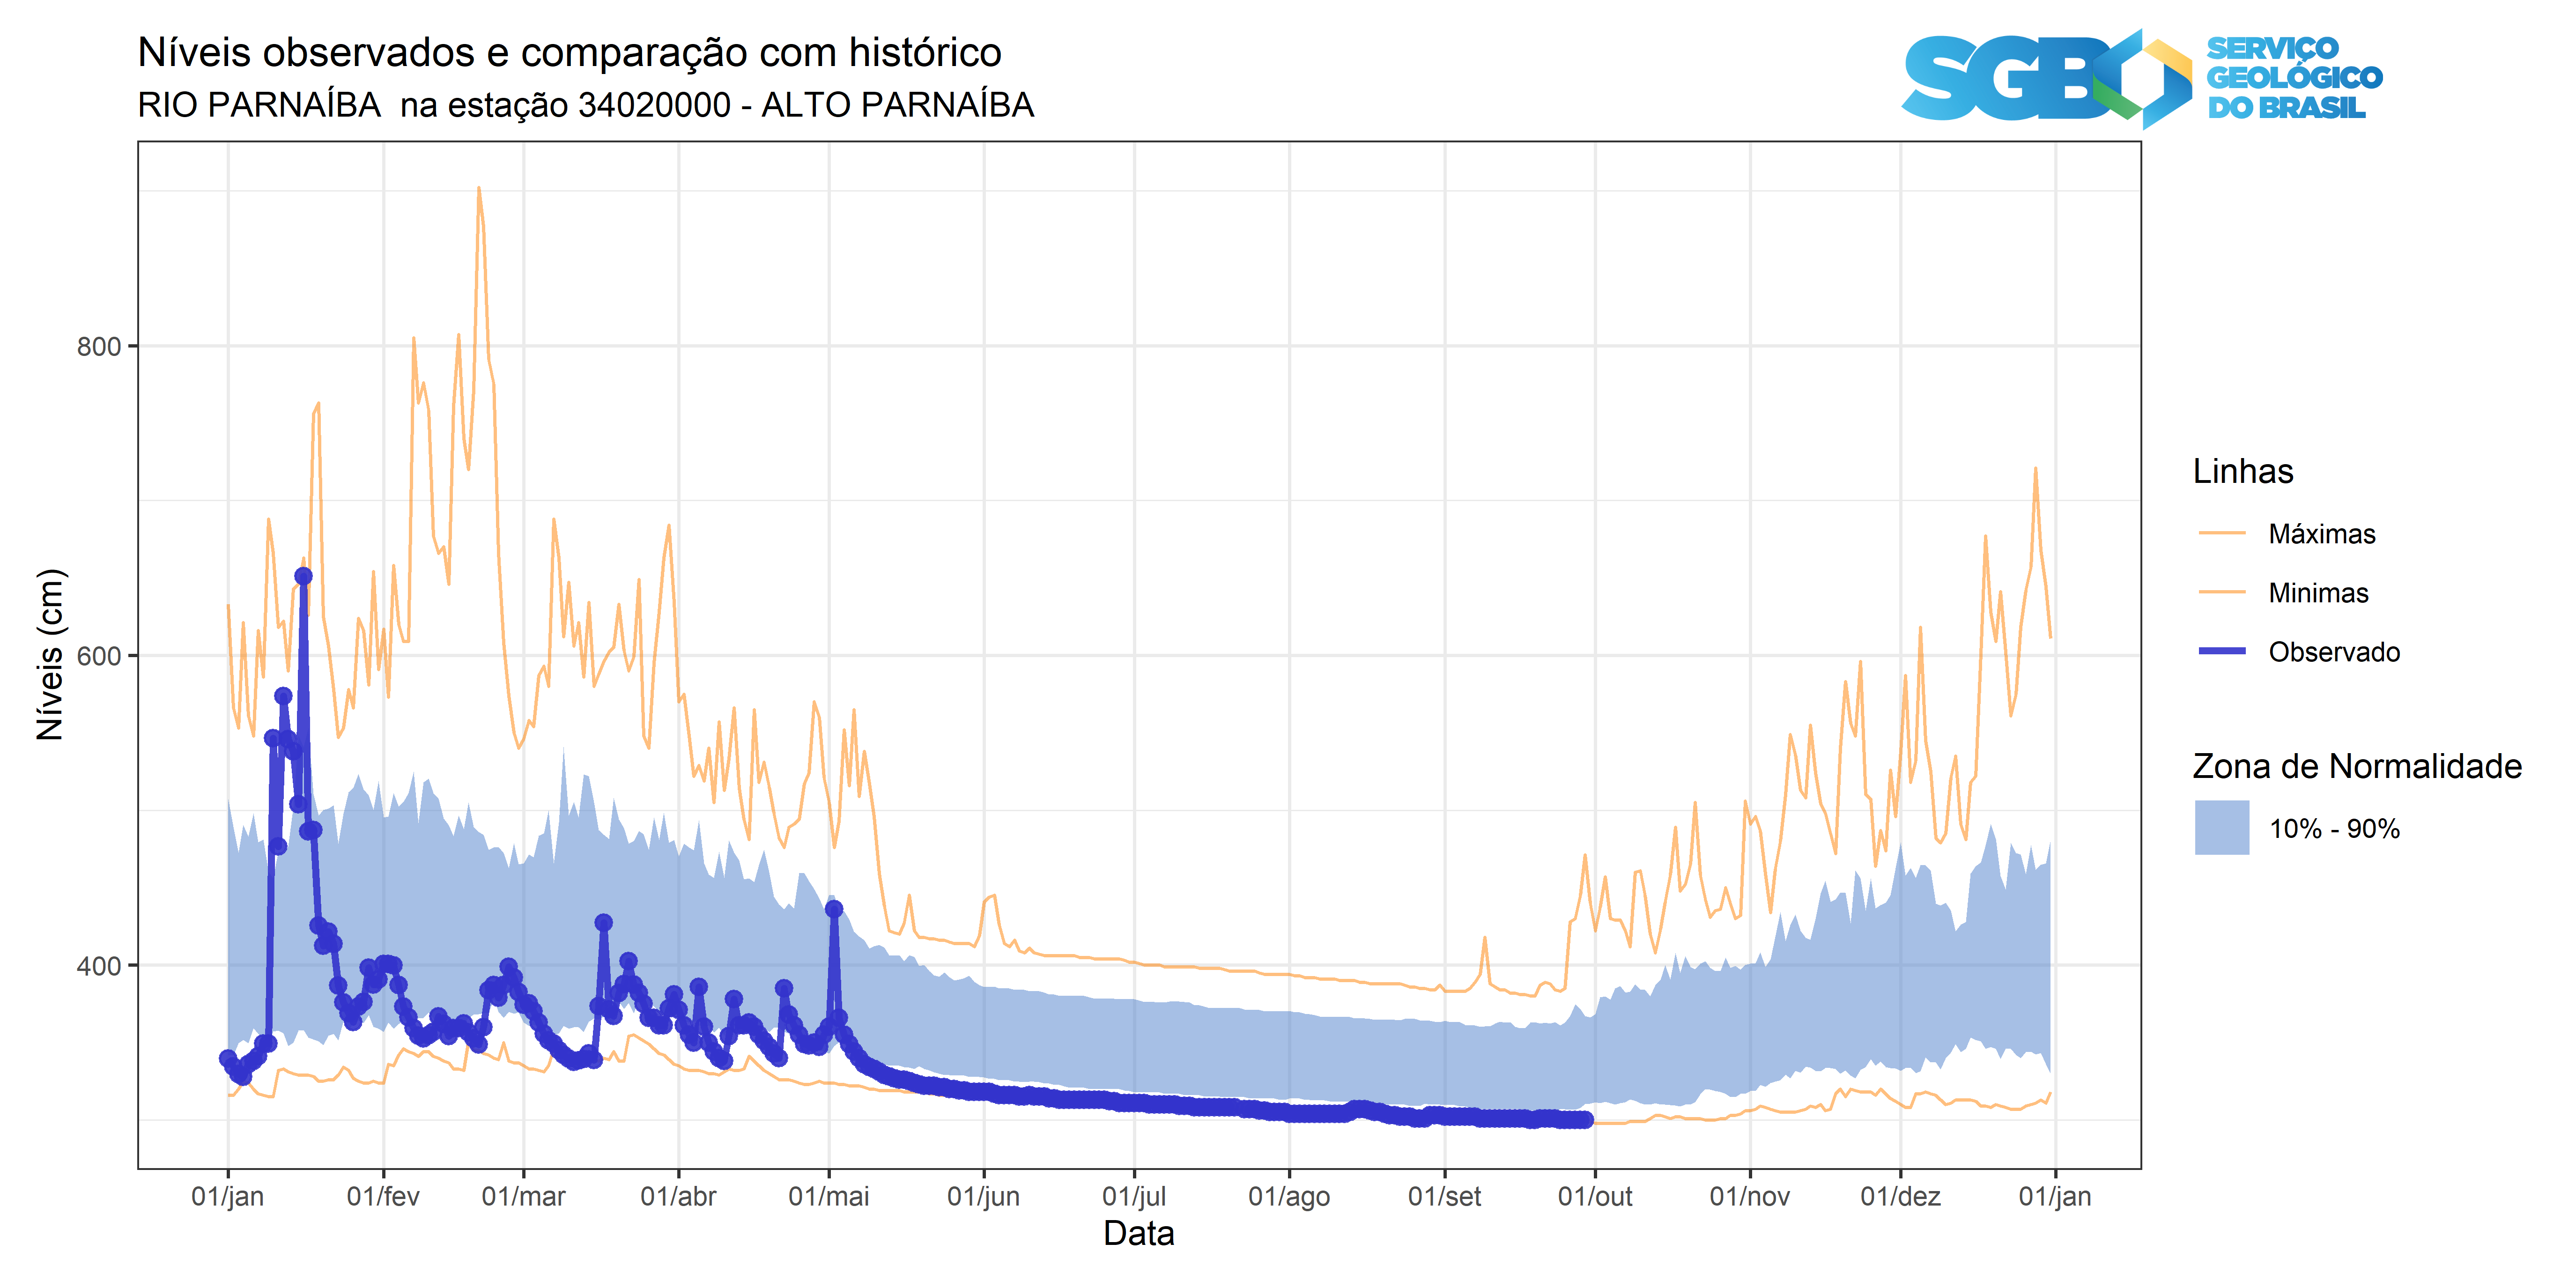 Níveis observados e comparação com histórico
RIO PARNAÍBA  na estação 34020000 - ALTO PARNAÍBA
SGB
SERVIÇO
GEOLÓGICO
DO BRASIL
Níveis (cm)
800
600
400
01/jan
01/fev
01/mar
01/abr
01/mai
01/jun
01/jul
01/ago
01/set
01/out
01/nov
01/dez
01/jan
Data
Linhas
Máximas
Minimas
Observado
Zona de Normalidade
10% - 90%